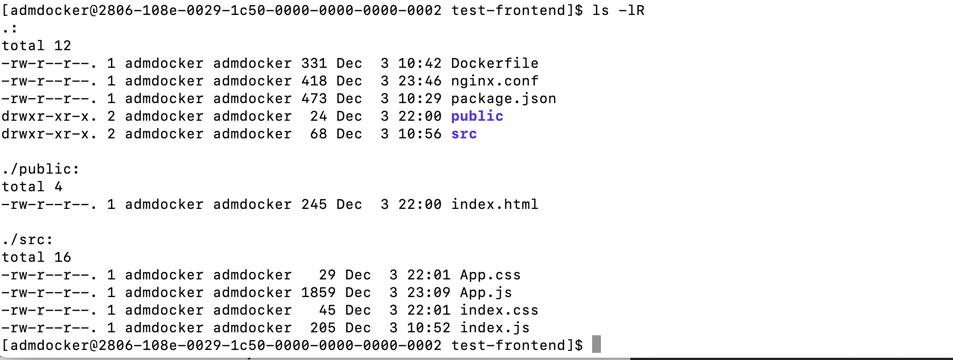 [admdocker@2806-108e-0029-1c50-0000-0000-0000-0002 test-frontend]$ ls -lR
.:
total 12
-rw-r--r--. 1 admdocker admdocker 331 Dec  3 10:42 Dockerfile
-rw-r--r--. 1 admdocker admdocker 418 Dec  3 23:46 nginx.conf
-rw-r--r--. 1 admdocker admdocker 473 Dec  3 10:29 package.json
drwxr-xr-x. 2 admdocker admdocker  24 Dec  3 22:00 public
drwxr-xr-x. 2 admdocker admdocker  68 Dec  3 10:56 src

./public:
total 4
-rw-r--r--. 1 admdocker admdocker 245 Dec  3 22:00 index.html

./src:
total 16
-rw-r--r--. 1 admdocker admdocker   29 Dec  3 22:01 App.css
-rw-r--r--. 1 admdocker admdocker 1859 Dec  3 23:09 App.js
-rw-r--r--. 1 admdocker admdocker   45 Dec  3 22:01 index.css
-rw-r--r--. 1 admdocker admdocker  205 Dec  3 10:52 index.js
[admdocker@2806-108e-0029-1c50-0000-0000-0000-0002 test-frontend]$